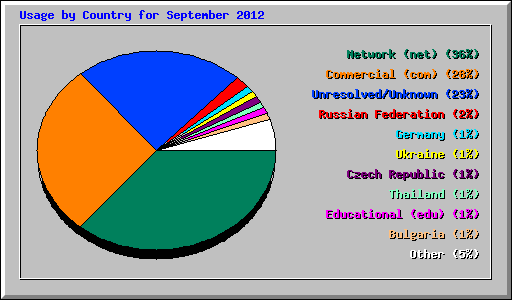 Usage by Country for September 2012
Network (net) (36%)
Commercial (com) (28%)
Unresolved/Unknown (23%)
Russian Federation (2%)
Germany (1%)
Ukraine (1%)
Czech Republic (1%)
Thailand (1%)
Educational (edu) (1%)
Bulgaria (1%)
Other (5%)